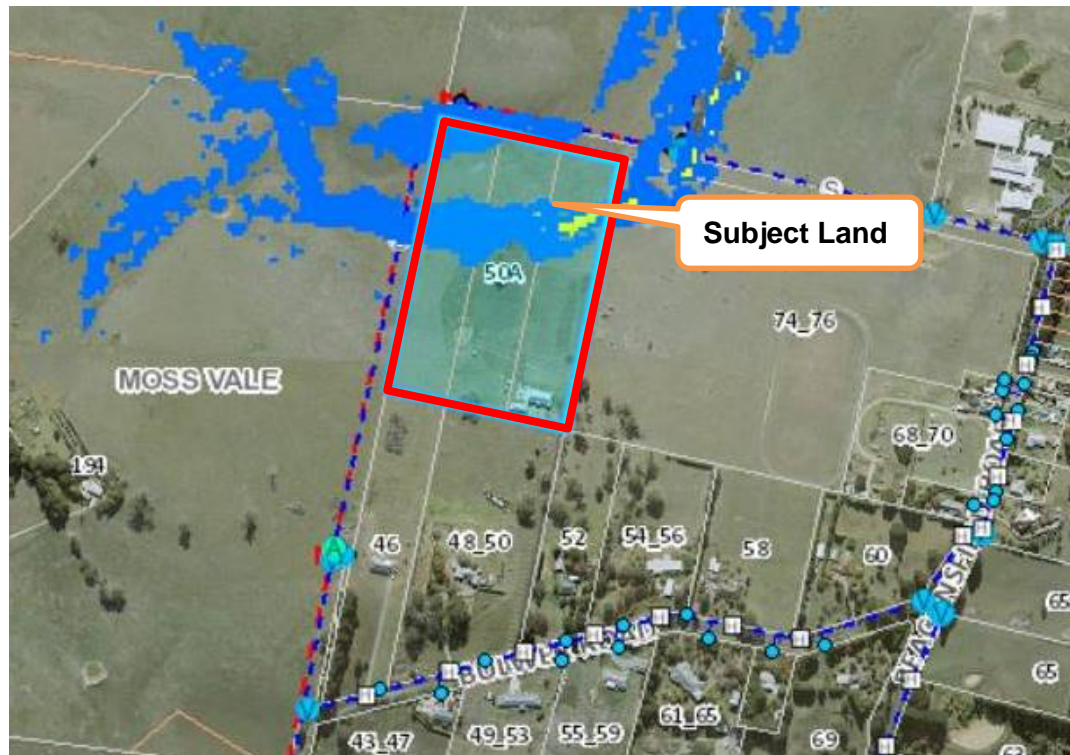 S
V
Subject Land
V
H
50A
H
74_76
MOSS VALE
H
68_70
H
194
H
A
46
48_50
52
54_56
58
60
H
H
65
V
V
H
H
H
H
H
H
ROAD
65
V
H
43_47
49_53
55_59
61_65
69
H